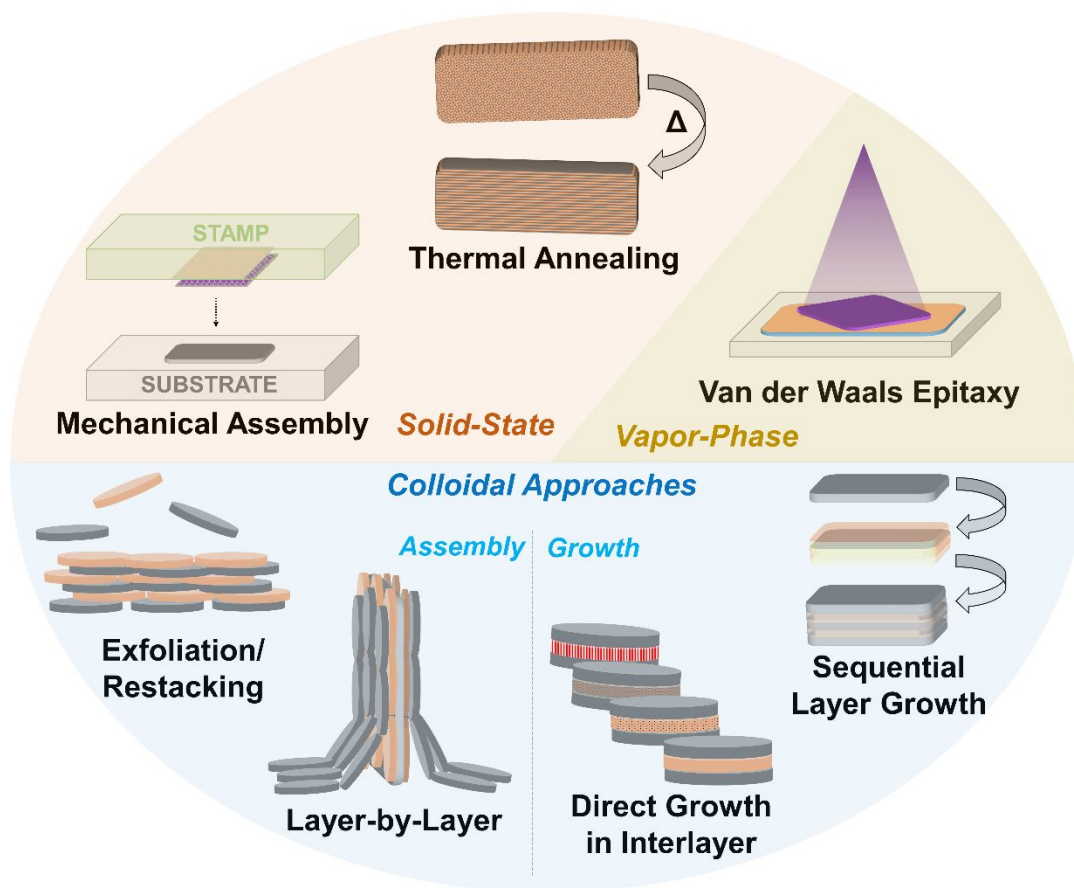 Δ
Thermal Annealing
STAMP
SUBSTRATE
Mechanical Assembly
Solid-State
Van der Waals Epitaxy
Vapor-Phase
Colloidal Approaches
Assembly
Growth
Exfoliation/
Restacking
Layer-by-Layer
Direct Growth
in Interlayer
Sequential
Layer Growth